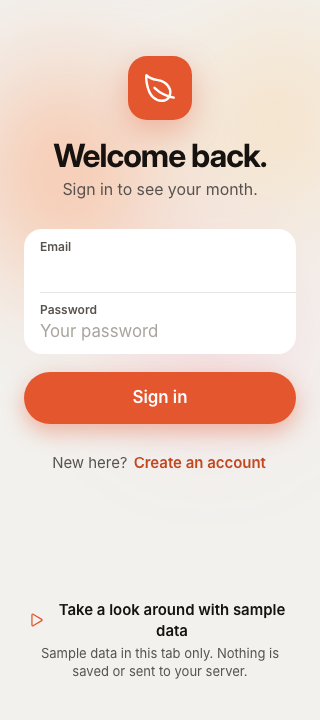 Welcome back.
Sign in to see your month.
Email
Password
Your password
Sign in
New here? Create an account
Take a look around with sample
data
Sample data in this tab only. Nothing is
saved or sent to your server.